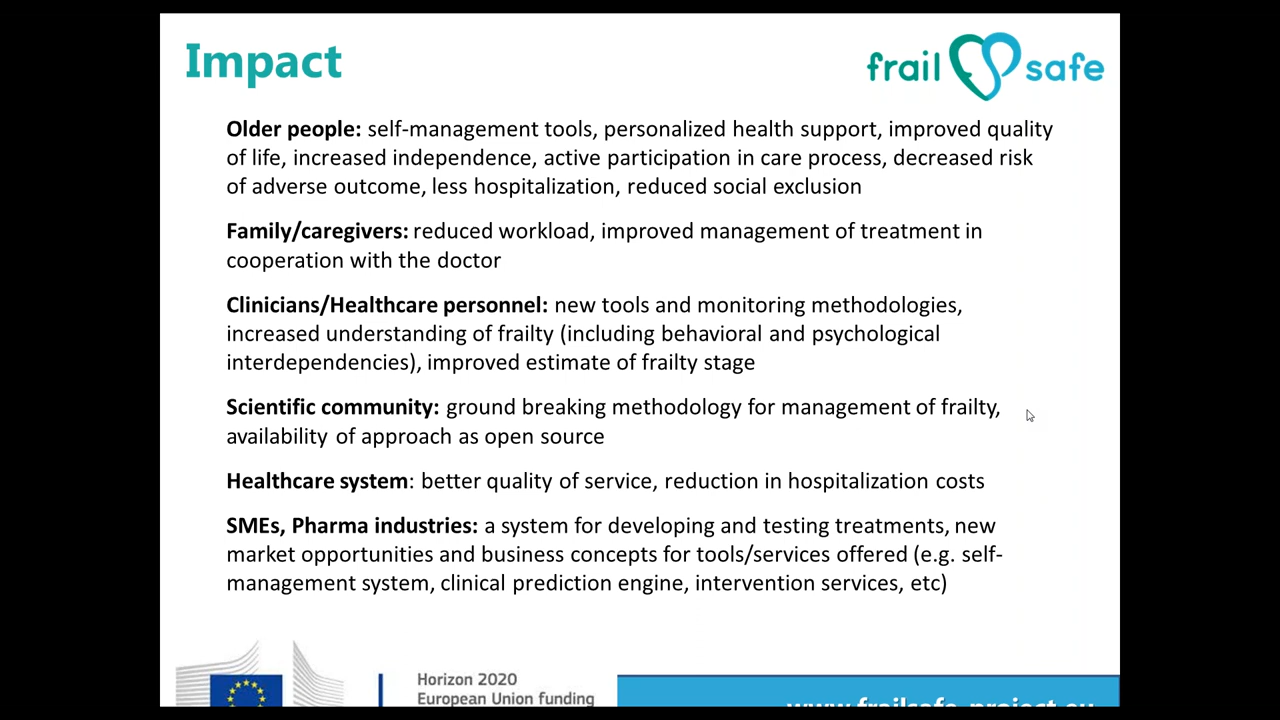 Impact
frail safe
Older people: self-management tools, personalized health support, improved quality
of life, increased independence, active participation in care process, decreased risk
of adverse outcome, less hospitalization, reduced social exclusion
Family/caregivers: reduced workload, improved management of treatment in
cooperation with the doctor
Clinicians/Healthcare personnel: new tools and monitoring methodologies,
increased understanding of frailty (including behavioral and psychological
interdependencies), improved estimate of frailty stage
Scientific community: ground breaking methodology for management of frailty,
availability of approach as open source
Healthcare system: better quality of service, reduction in hospitalization costs
SMEs, Pharma industries: a system for developing and testing treatments, new
market opportunities and business concepts for tools/services offered (e.g. self-
management system, clinical prediction engine, intervention services, etc)
Horizon 2020
European Union funding
www.frailsafe-project.eu